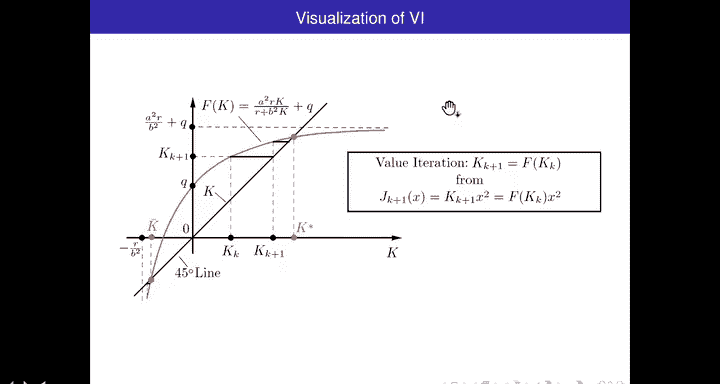 Visualization of VI
F(K) = a²rK / (r+b²K) + q
a²r/b² + q
K_{k+1}
q
K
0
K̄
K*
−r/b²
K_k
K_{k+1}
K
45° Line
Value Iteration: K_{k+1} = F(K_k)
from
J_{k+1}(x) = K_{k+1}x² = F(K_k)x²